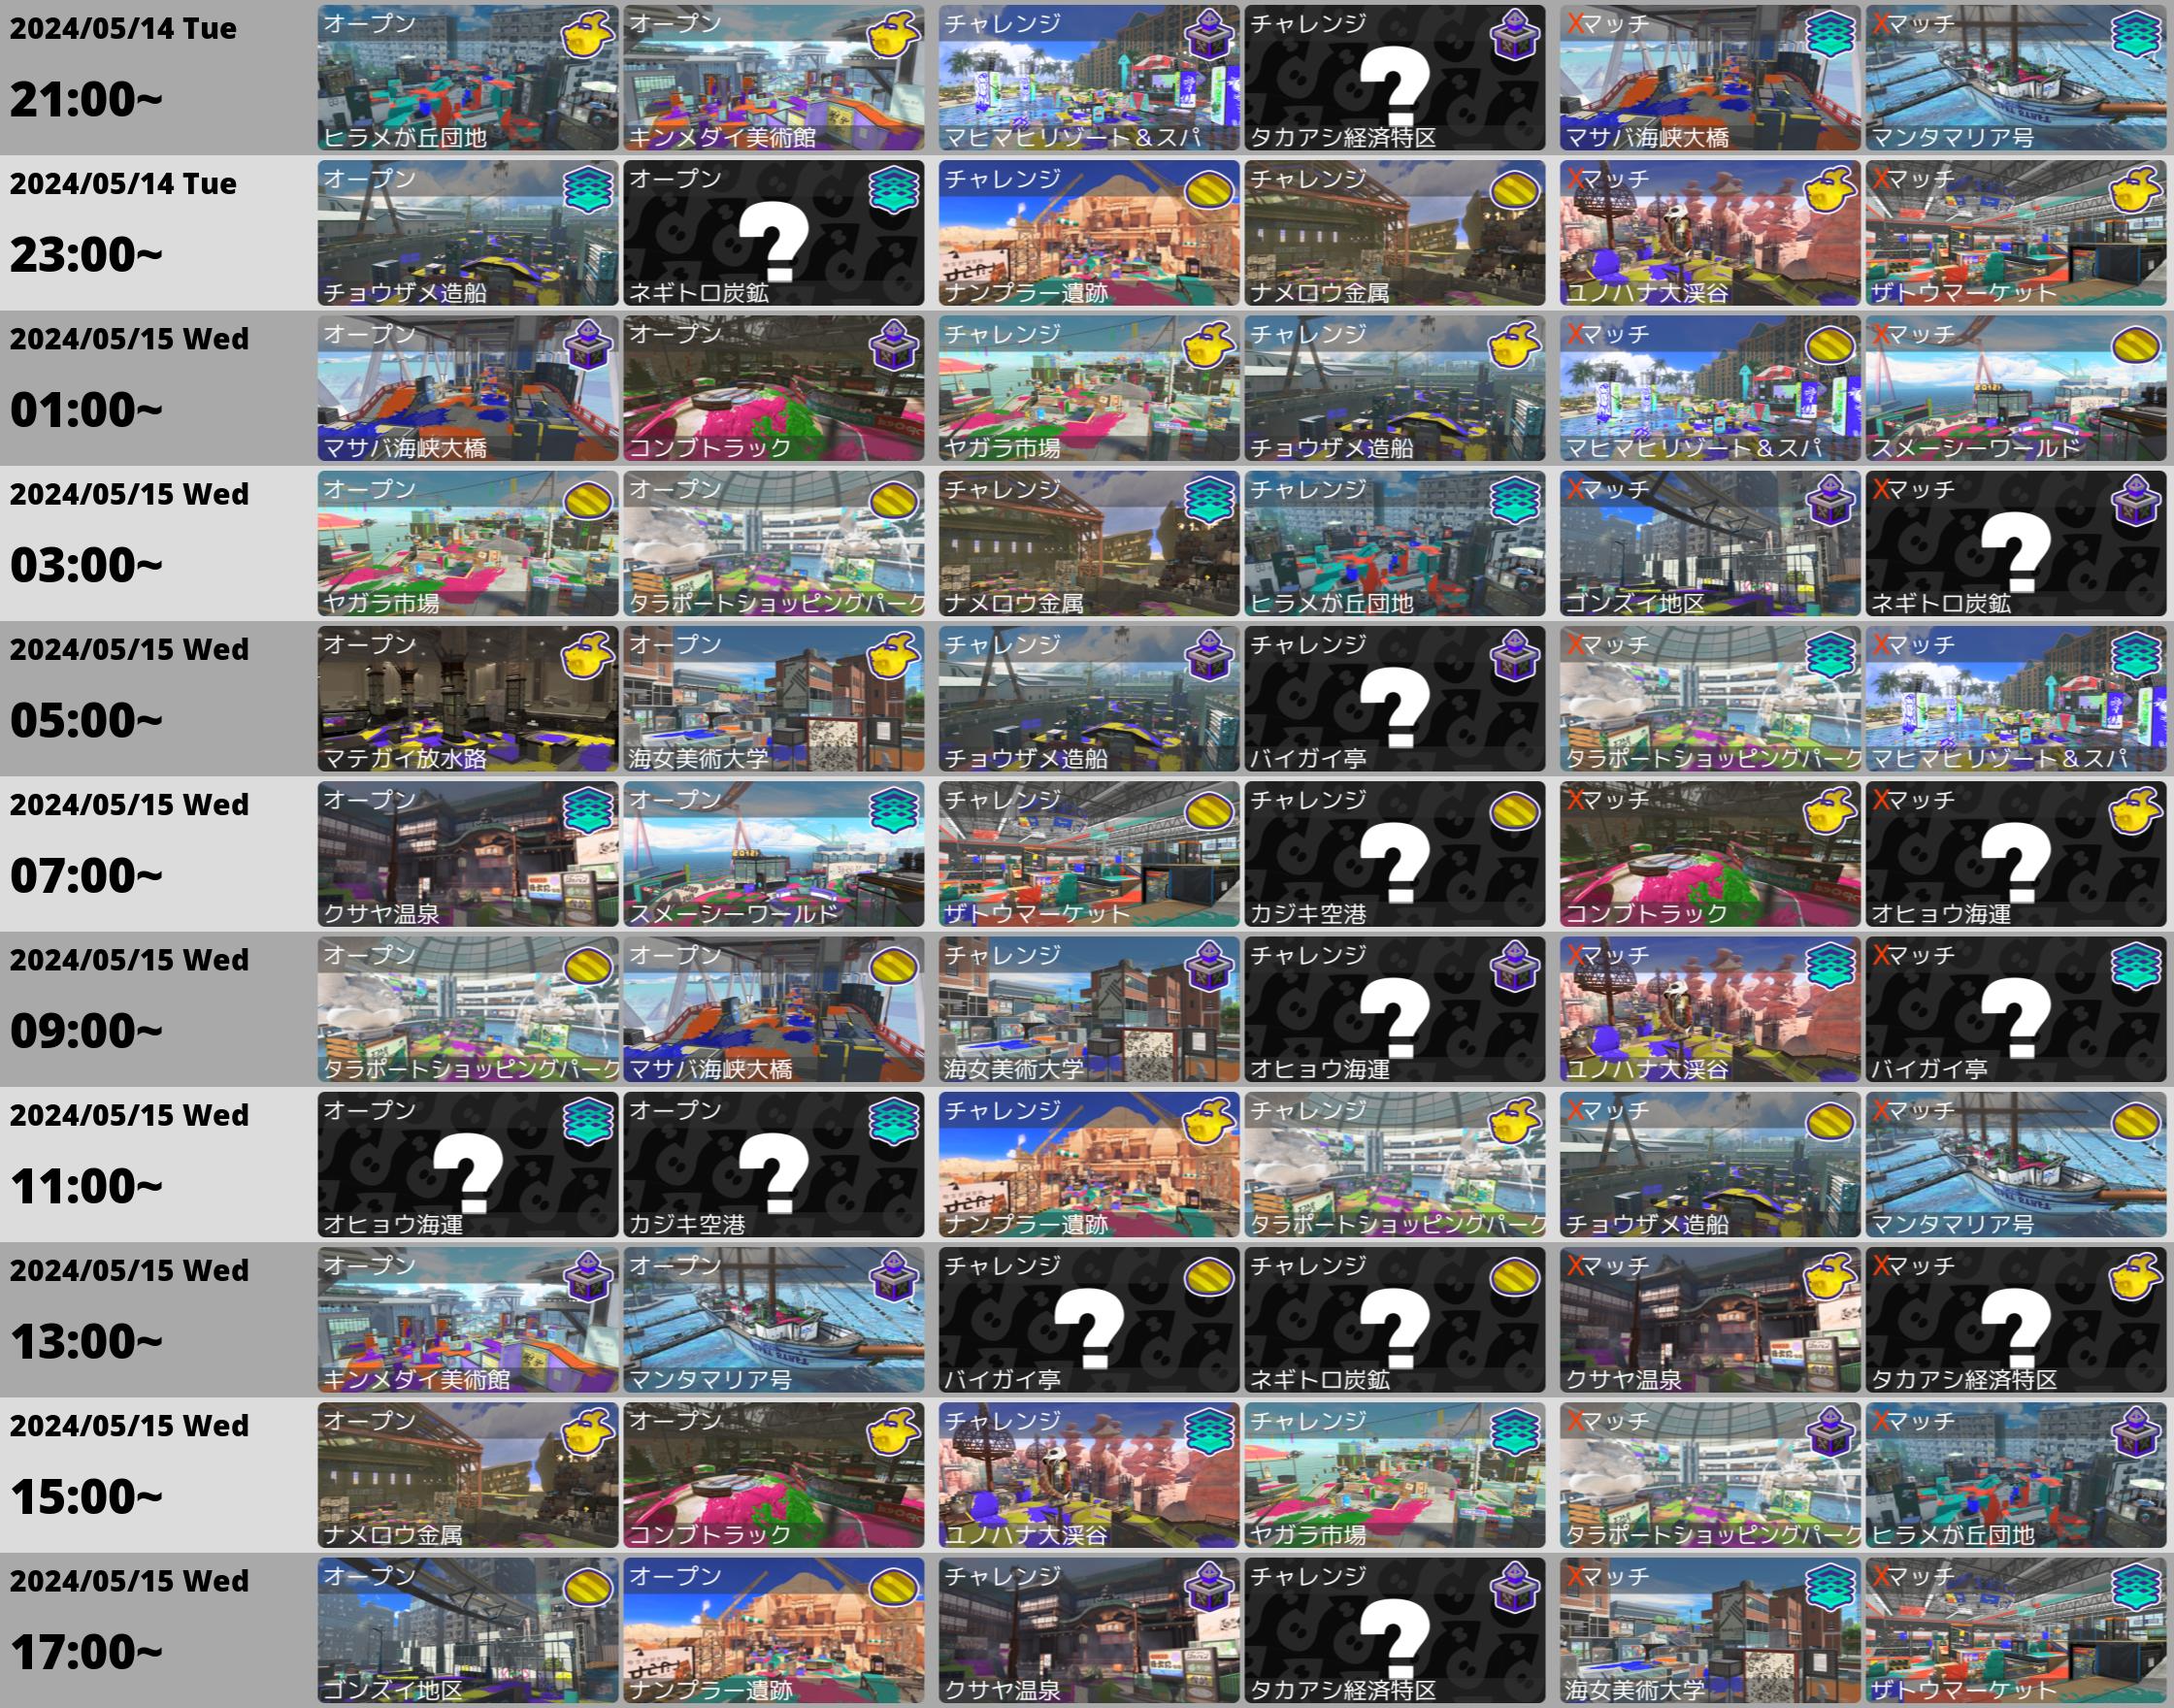 2024/05/14 Tue
21:00~
オープン
ヒラメが丘団地
オープン
キンメダイ美術館
チャレンジ
マヒマヒリゾート＆スパ
チャレンジ
タカアシ経済特区
Xマッチ
マサバ海峡大橋
Xマッチ
マンタマリア号
2024/05/14 Tue
23:00~
オープン
チョウザメ造船
オープン
ネギトロ炭鉱
チャレンジ
ナンプラー遺跡
チャレンジ
ナメロウ金属
Xマッチ
ユノハナ大渓谷
Xマッチ
ザトウマーケット
2024/05/15 Wed
01:00~
オープン
マサバ海峡大橋
オープン
コンブトラック
チャレンジ
ヤガラ市場
チャレンジ
チョウザメ造船
Xマッチ
マヒマヒリゾート＆スパ
Xマッチ
スメーシーワールド
2024/05/15 Wed
03:00~
オープン
ヤガラ市場
オープン
タラポートショッピングパーク
チャレンジ
ナメロウ金属
チャレンジ
ヒラメが丘団地
Xマッチ
ゴンズイ地区
Xマッチ
ネギトロ炭鉱
2024/05/15 Wed
05:00~
オープン
マテガイ放水路
オープン
海女美術大学
チャレンジ
チョウザメ造船
チャレンジ
バイガイ亭
Xマッチ
タラポートショッピングパーク
Xマッチ
マヒマヒリゾート＆スパ
2024/05/15 Wed
07:00~
オープン
クサヤ温泉
オープン
スメーシーワールド
チャレンジ
ザトウマーケット
チャレンジ
カジキ空港
Xマッチ
コンブトラック
Xマッチ
オヒョウ海運
2024/05/15 Wed
09:00~
オープン
タラポートショッピングパーク
オープン
マサバ海峡大橋
チャレンジ
海女美術大学
チャレンジ
オヒョウ海運
Xマッチ
ユノハナ大渓谷
Xマッチ
バイガイ亭
2024/05/15 Wed
11:00~
オープン
オヒョウ海運
オープン
カジキ空港
チャレンジ
ナンプラー遺跡
チャレンジ
タラポートショッピングパーク
Xマッチ
チョウザメ造船
Xマッチ
マンタマリア号
2024/05/15 Wed
13:00~
オープン
キンメダイ美術館
オープン
マンタマリア号
チャレンジ
バイガイ亭
チャレンジ
ネギトロ炭鉱
Xマッチ
クサヤ温泉
Xマッチ
タカアシ経済特区
2024/05/15 Wed
15:00~
オープン
ナメロウ金属
オープン
コンブトラック
チャレンジ
ユノハナ大渓谷
チャレンジ
ヤガラ市場
Xマッチ
タラポートショッピングパーク
Xマッチ
ヒラメが丘団地
2024/05/15 Wed
17:00~
オープン
ゴンズイ地区
オープン
ナンプラー遺跡
チャレンジ
クサヤ温泉
チャレンジ
タカアシ経済特区
Xマッチ
海女美術大学
Xマッチ
ザトウマーケット